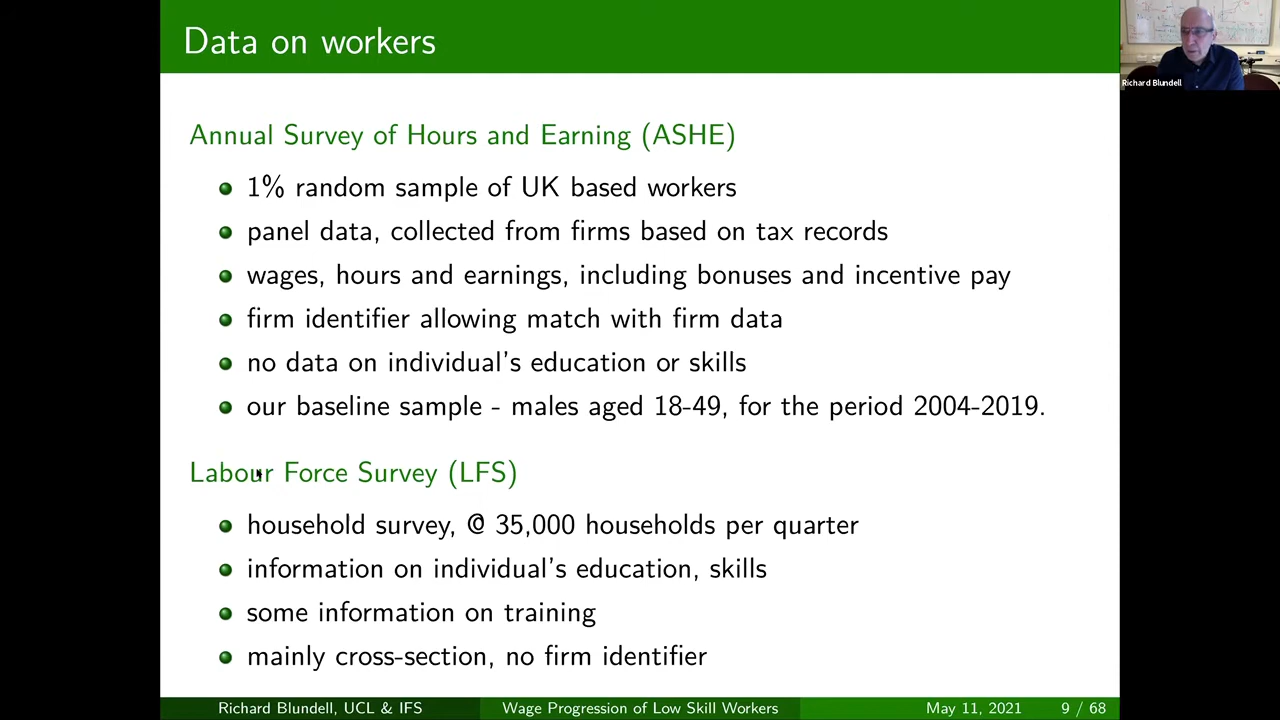 Data on workers
Richard Blundell
Annual Survey of Hours and Earning (ASHE)
1% random sample of UK based workers
panel data, collected from firms based on tax records
wages, hours and earnings, including bonuses and incentive pay
firm identifier allowing match with firm data
no data on individual's education or skills
our baseline sample - males aged 18-49, for the period 2004-2019.
Labour Force Survey (LFS)
household survey, @ 35,000 households per quarter
information on individual's education, skills
some information on training
mainly cross-section, no firm identifier
Richard Blundell, UCL & IFS
Wage Progression of Low Skill Workers
May 11, 2021
9 / 68